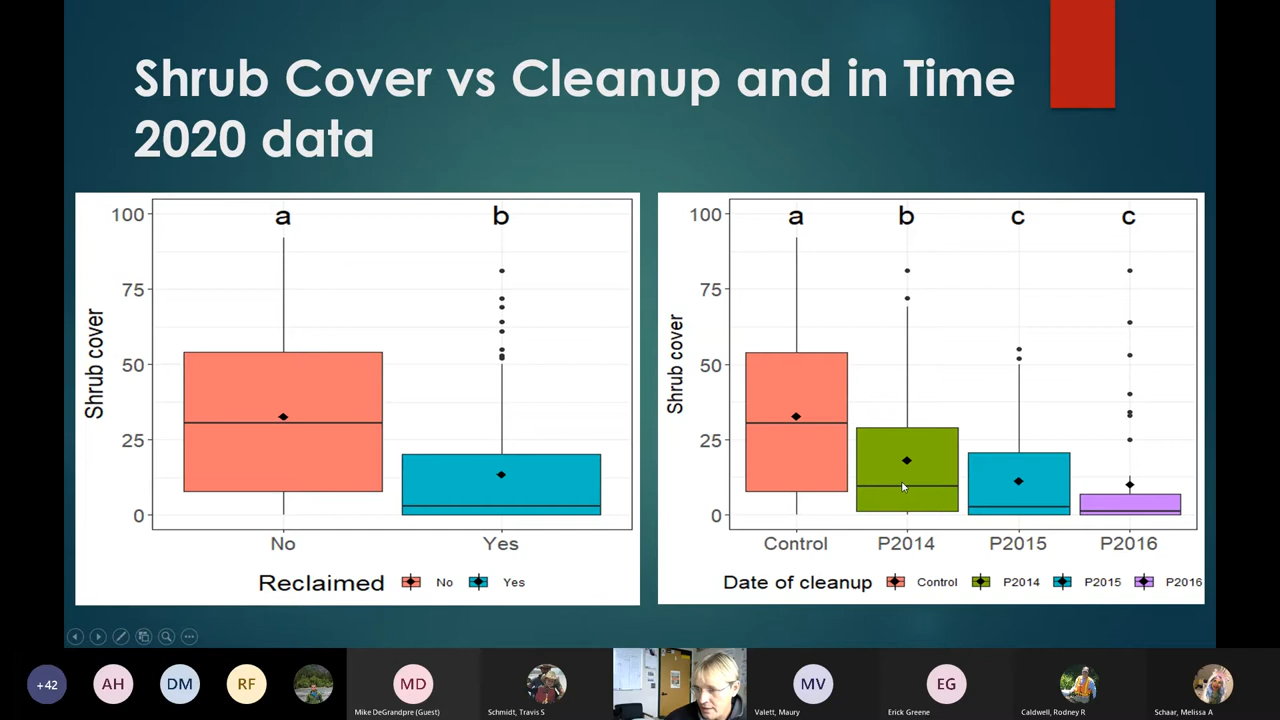 Shrub Cover vs Cleanup and in Time
2020 data
a
b
100
75
50
25
0
Shrub cover
No
Yes
Reclaimed
No
Yes
a
b
c
c
100
75
50
25
0
Shrub cover
Control
P2014
P2015
P2016
Date of cleanup
Control
P2014
P2015
P2016
+42
AH
DM
RF
MD
Mike DeGrandpre (Guest)
Schmidt, Travis S
MV
Valett, Maury
EG
Erick Greene
Caldwell, Rodney R
Schaar, Melissa A